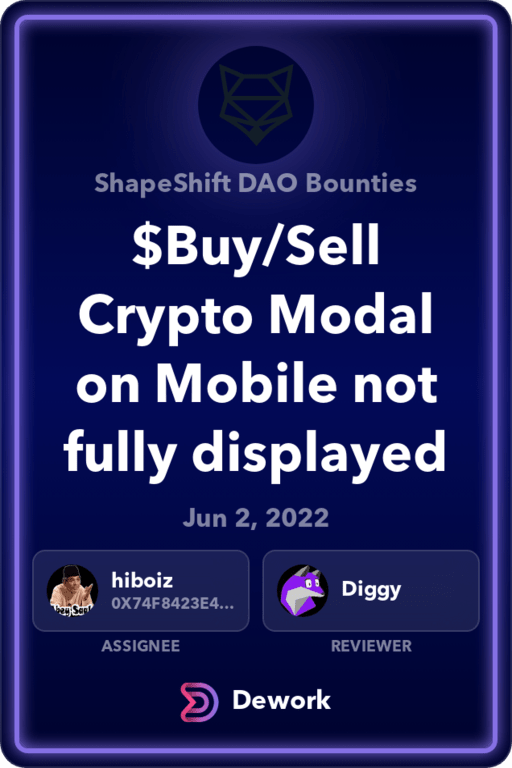 ShapeShift DAO Bounties
$Buy/Sell
Crypto Modal
on Mobile not
fully displayed
Jun 2, 2022
hiboiz
0X74F8423E4...
Diggy
ASSIGNEE
REVIEWER
Dework